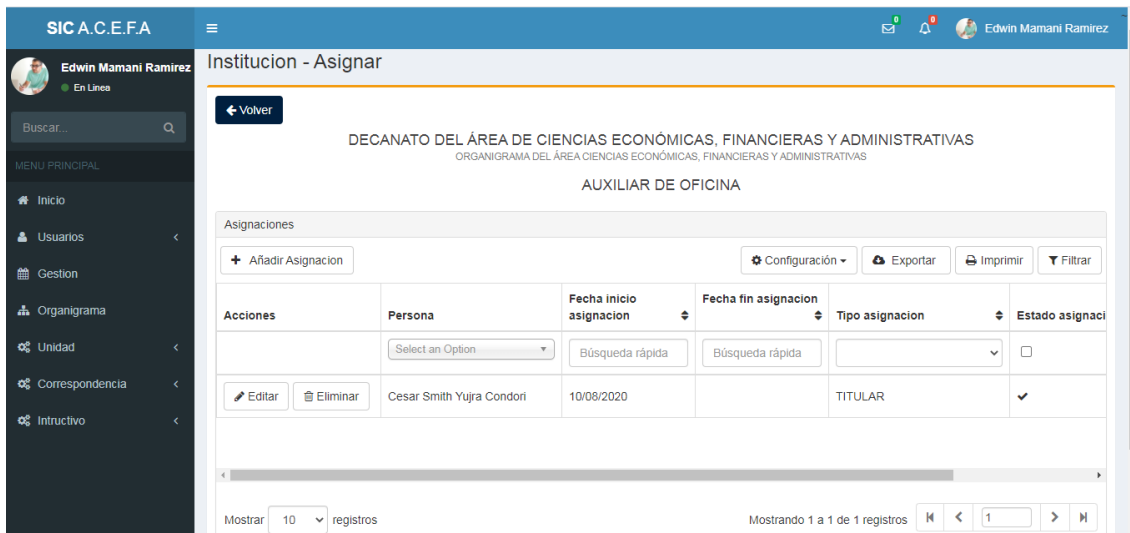 SIC A.C.E.F.A
0
0
Edwin Mamani Ramirez
Edwin Mamani Ramirez
En Linea
Buscar...
MENU PRINCIPAL
Inicio
Usuarios
Gestion
Organigrama
Unidad
Correspondencia
Intructivo
Institucion - Asignar
Volver
DECANATO DEL ÁREA DE CIENCIAS ECONÓMICAS, FINANCIERAS Y ADMINISTRATIVAS
ORGANIGRAMA DEL ÁREA CIENCIAS ECONÓMICAS, FINANCIERAS Y ADMINISTRATIVAS
AUXILIAR DE OFICINA
Asignaciones
+ Añadir Asignacion
Configuración
Exportar
Imprimir
Filtrar
Acciones
Persona
Fecha inicio
asignacion
Fecha fin asignacion
Tipo asignacion
Estado asignaci
Select an Option
Búsqueda rápida
Búsqueda rápida
Editar
Eliminar
Cesar Smith Yujra Condori
10/08/2020
TITULAR
Mostrar 10 registros
Mostrando 1 a 1 de 1 registros
1